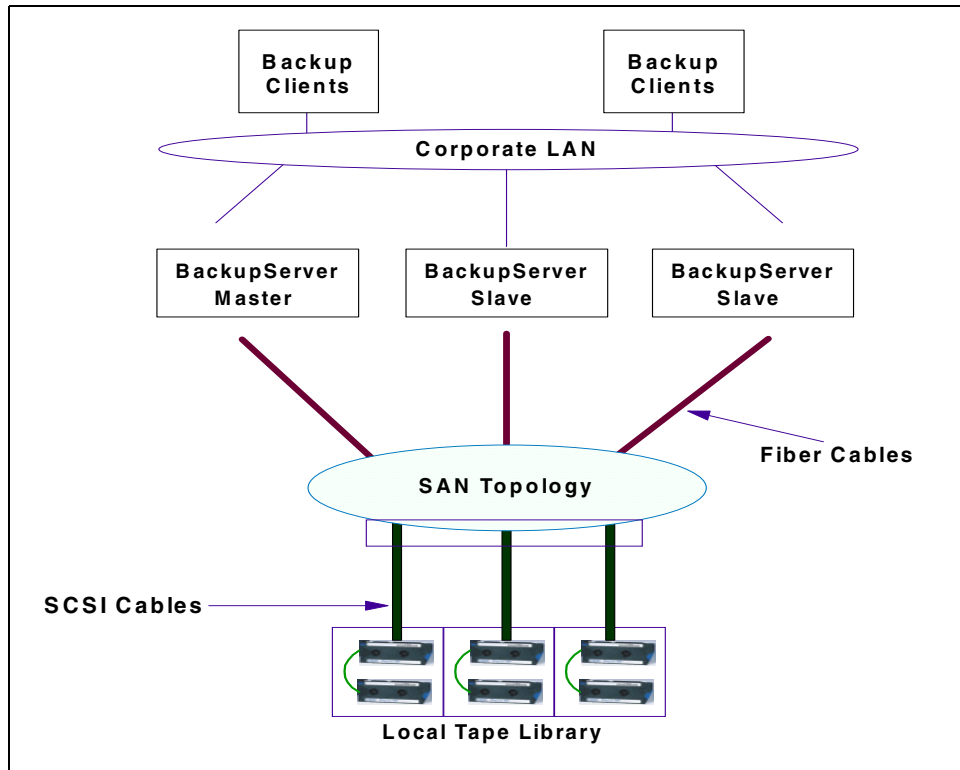 Backup
Clients
Backup
Clients
Corporate LAN
BackupServer
Master
BackupServer
Slave
BackupServer
Slave
Fiber Cables
SAN Topology
SCSI Cables
Local Tape Library